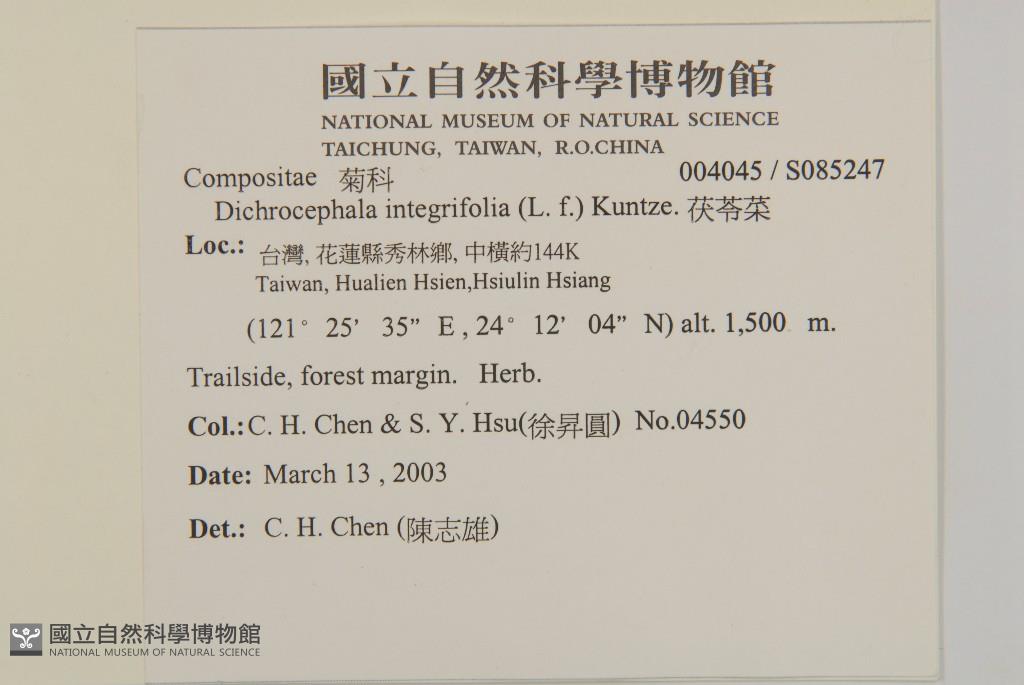 國立自然科學博物館
NATIONAL MUSEUM OF NATURAL SCIENCE
TAICHUNG, TAIWAN, R.O.CHINA
004045 / S085247
Compositae 菊科
Dichrocephala integrifolia (L. f.) Kuntze. 茯苓菜
Loc.: 台灣, 花蓮縣秀林鄉, 中橫約144K
Taiwan, Hualien Hsien,Hsiulin Hsiang
(121° 25’ 35” E , 24° 12’ 04” N) alt. 1,500 m.
Trailside, forest margin. Herb.
Col.: C. H. Chen & S. Y. Hsu(徐昇圓) No.04550
Date: March 13 , 2003
Det.: C. H. Chen (陳志雄)
國立自然科學博物館
NATIONAL MUSEUM OF NATURAL SCIENCE